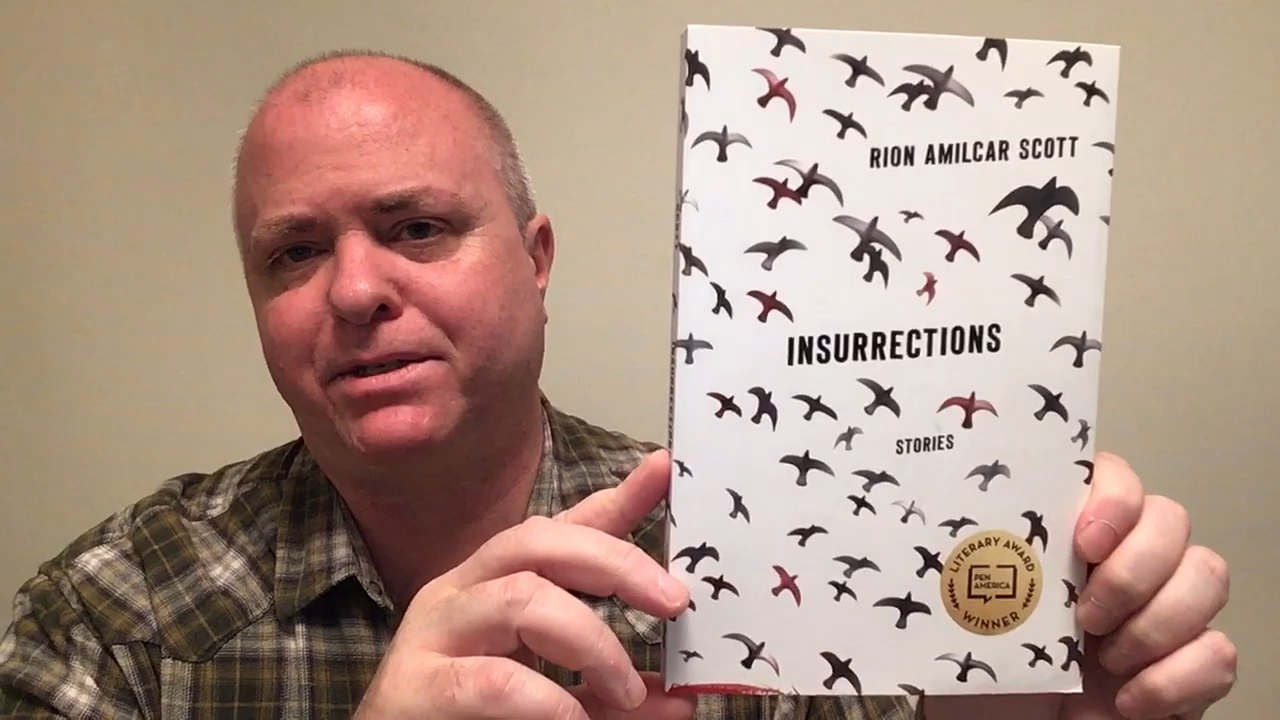 RION AMILCAR SCOTT
INSURRECTIONS
STORIES
LITERARY AWARD
PEN
AMERICA
WINNER